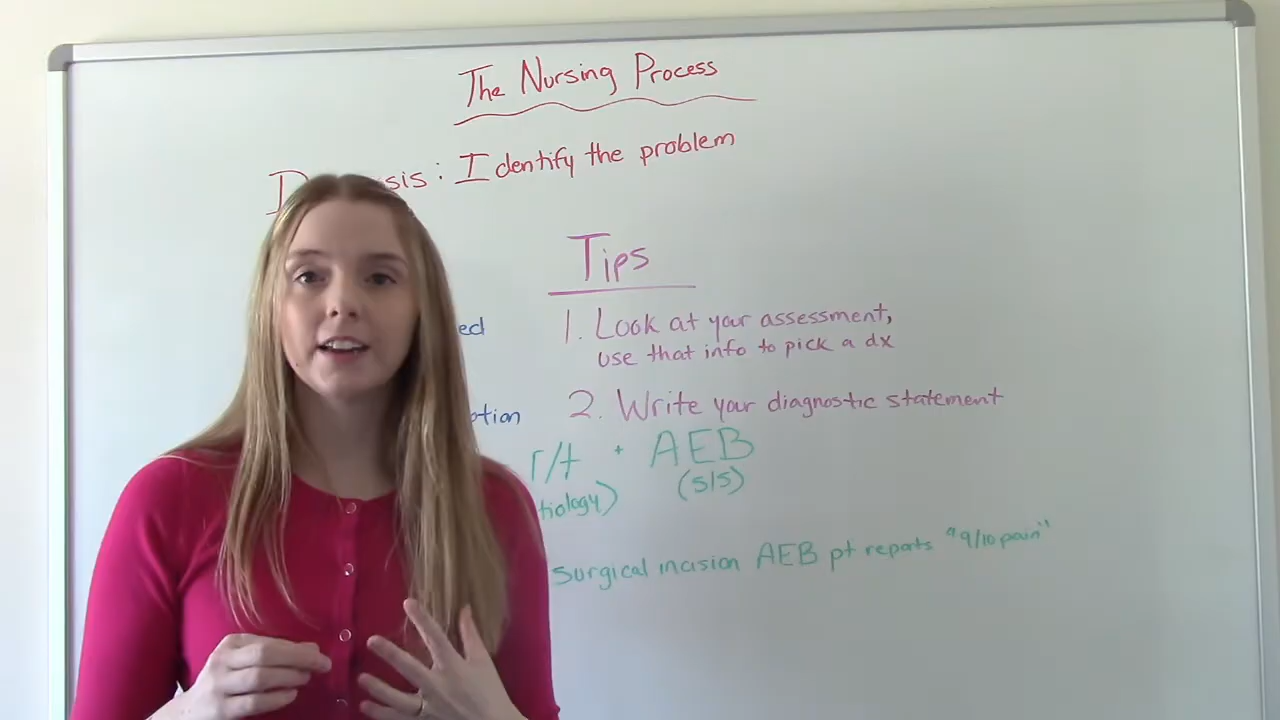 The Nursing Process
D sis: Identify the problem
Tips
ed
1. Look at your assessment,
use that info to pick a dx
otion
2. Write your diagnostic statement
r/t + AEB
tiology) (S/S)
Surgical incision AEB pt reports "9/10 pain"